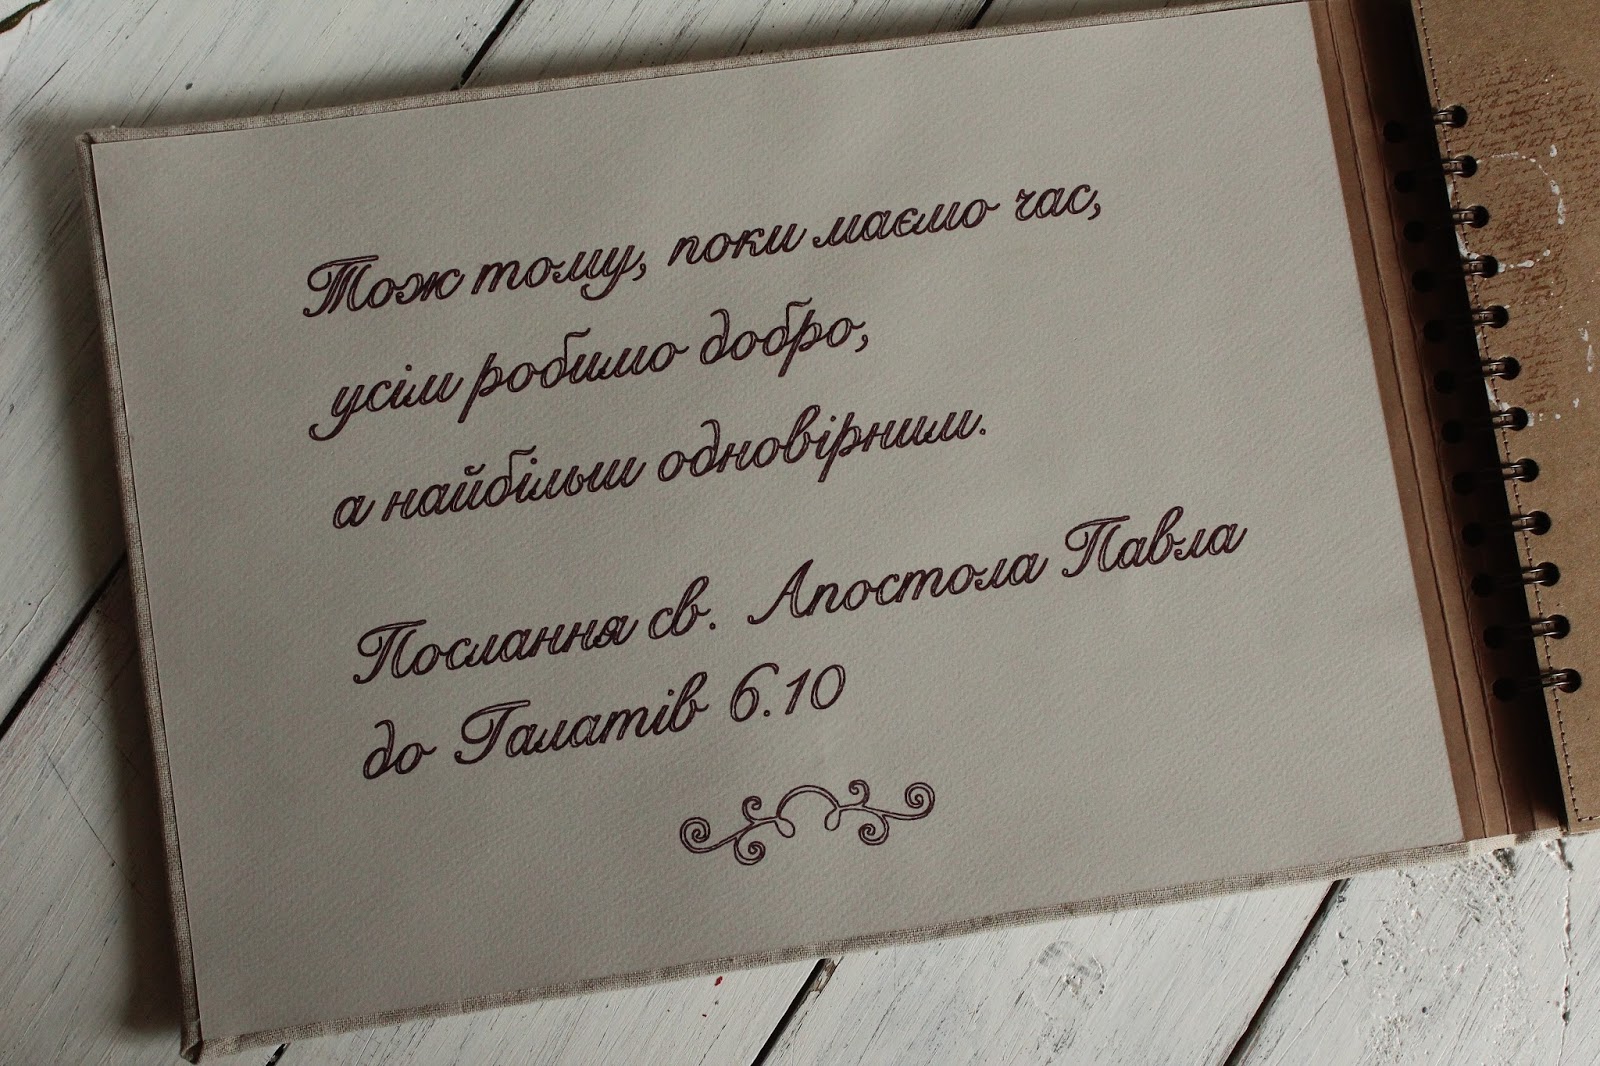 Тож тому, поки маємо час,
усім робимо добро,
а найбільш одновірним.
Послання св. Апостола Павла
до Галатів 6.10